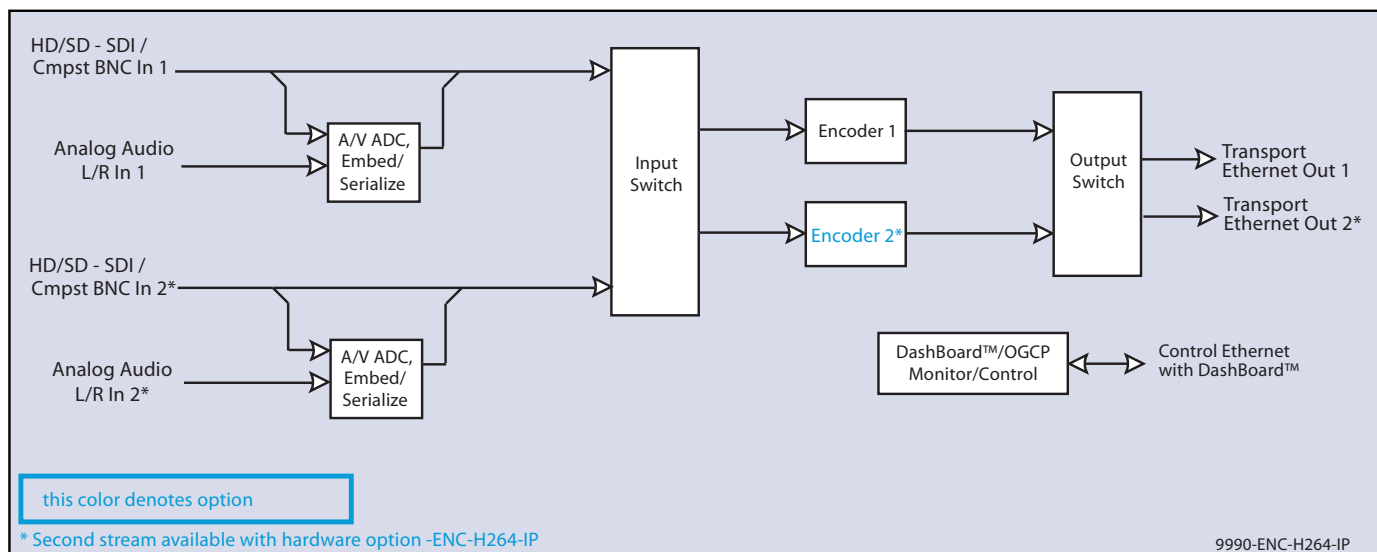 HD/SD - SDI /
Cmpst BNC In 1
Analog Audio
L/R In 1
A/V ADC,
Embed/
Serialize
HD/SD - SDI /
Cmpst BNC In 2*
Analog Audio
L/R In 2*
A/V ADC,
Embed/
Serialize
Input
Switch
Encoder 1
Encoder 2*
Output
Switch
Transport
Ethernet Out 1
Transport
Ethernet Out 2*
DashBoard™/OGCP
Monitor/Control
Control Ethernet
with DashBoard™
this color denotes option
* Second stream available with hardware option -ENC-H264-IP
9990-ENC-H264-IP